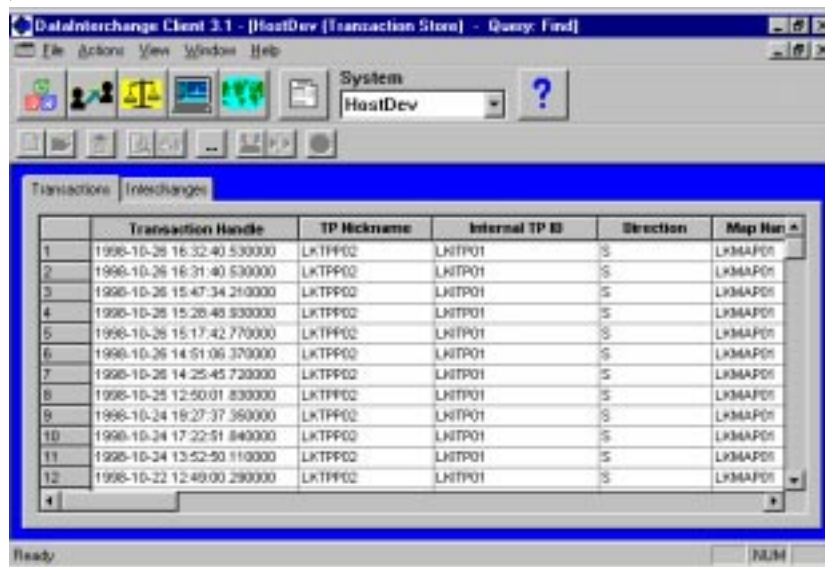 DataInterchange Client 3.1 - [HostDev (Transaction Store) - Query: Find]
File Actions View Window Help
System
HostDev
?
Transactions Interchanges
Transaction Handle TP Nickname Internal TP ID Direction Map Nam
1 1998-10-26 16:32:40.530000 LKTPP02 LKITP01 S LKMAP01
2 1998-10-26 16:31:40.530000 LKTPP02 LKITP01 S LKMAP01
3 1998-10-26 15:47:34.210000 LKTPP02 LKITP01 S LKMAP01
4 1998-10-26 15:28:48.930000 LKTPP02 LKITP01 S LKMAP01
5 1998-10-26 15:17:42.770000 LKTPP02 LKITP01 S LKMAP01
6 1998-10-26 14:51:06.370000 LKTPP02 LKITP01 S LKMAP01
7 1998-10-26 14:25:45.720000 LKTPP02 LKITP01 S LKMAP01
8 1998-10-25 12:50:01.830000 LKTPP02 LKITP01 S LKMAP01
9 1998-10-24 19:27:37.350000 LKTPP02 LKITP01 S LKMAP01
10 1998-10-24 17:22:51.840000 LKTPP02 LKITP01 S LKMAP01
11 1998-10-24 13:52:50.110000 LKTPP02 LKITP01 S LKMAP01
12 1998-10-22 12:49:00.290000 LKTPP02 LKITP01 S LKMAP01
Ready NUM